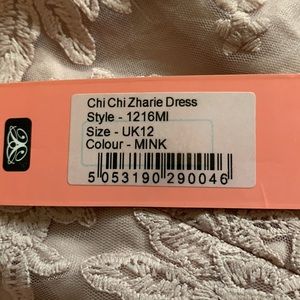 Chi Chi Zharie Dress
Style - 1216MI
Size - UK12
Colour - MINK
5 053190 290046